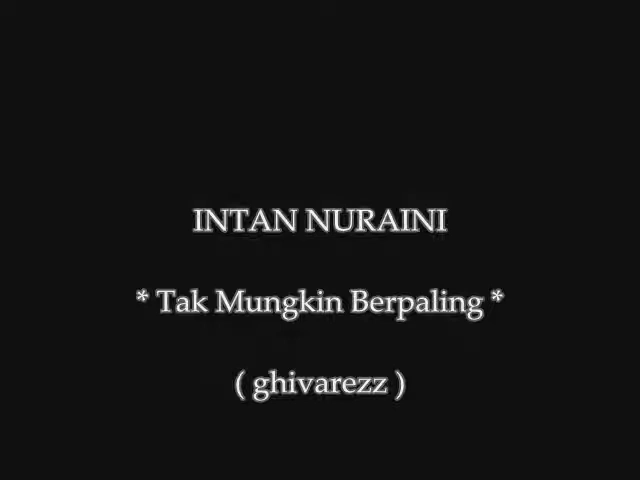 INTAN NURAINI
* Tak Mungkin Berpaling *
( ghivarezz )